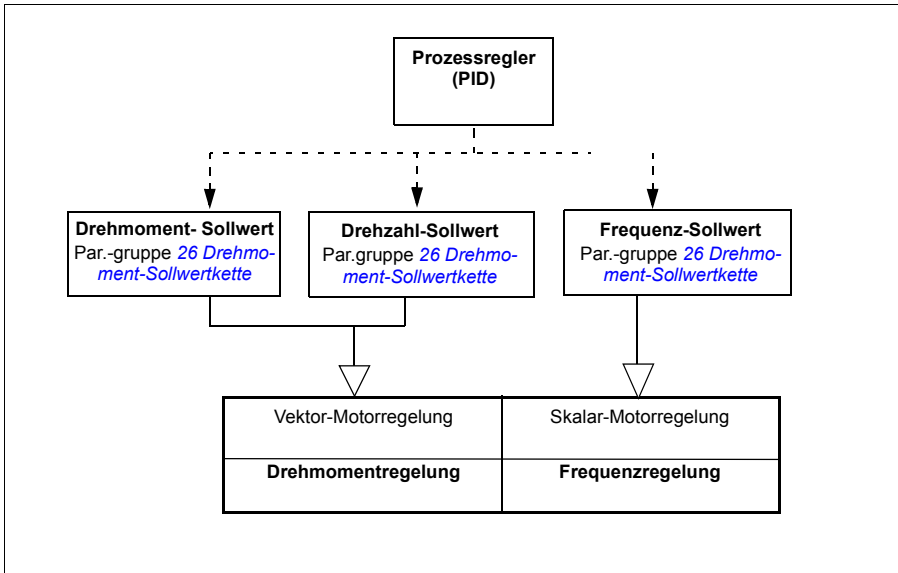 Prozessregler
(PID)
Drehmoment- Sollwert
Par.-gruppe 26 Drehmo-
ment-Sollwertkette
Drehzahl-Sollwert
Par.gruppe 26 Drehmo-
ment-Sollwertkette
Frequenz-Sollwert
Par.-gruppe 26 Drehmo-
ment-Sollwertkette
Vektor-Motorregelung
Skalar-Motorregelung
Drehmomentregelung
Frequenzregelung